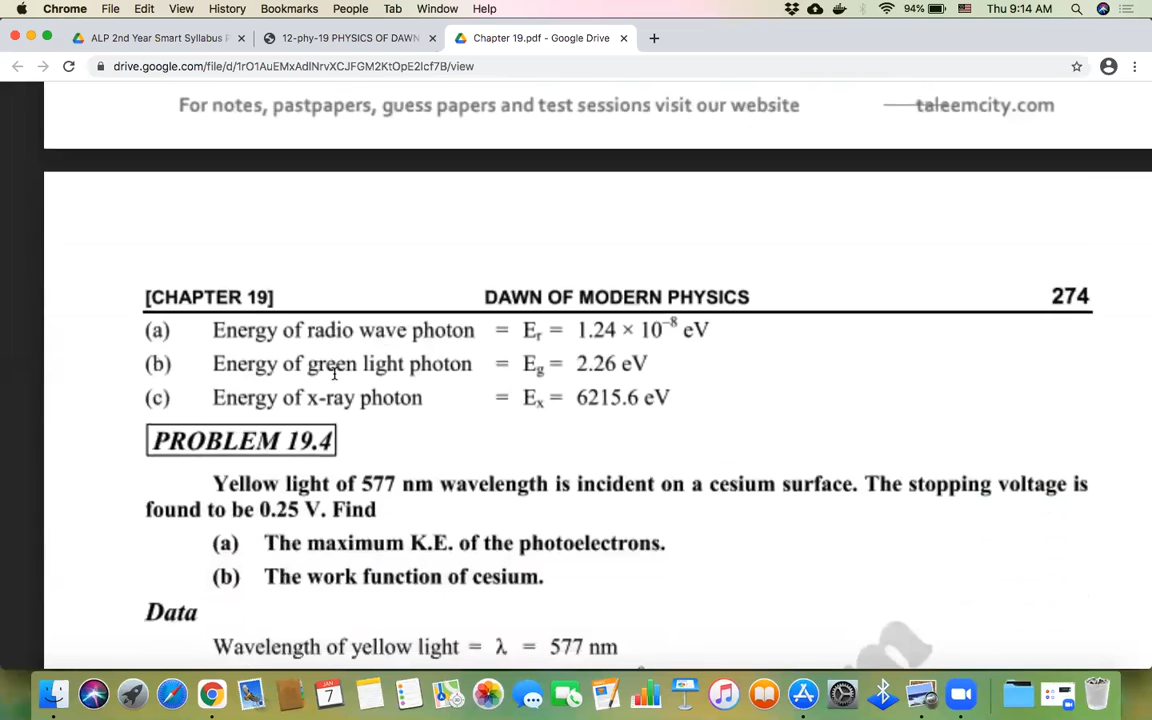 Chrome File Edit View History Bookmarks People Tab Window Help 94% Thu 9:14 AM
ALP 2nd Year Smart Syllabus 12-phy-19 PHYSICS OF DAWN Chapter 19.pdf - Google Drive
drive.google.com/file/d/1rO1AuEMxAdlNrvXCJFGM2KtOpE2Icf7B/view
For notes, pastpapers, guess papers and test sessions visit our website taleemcity.com
[CHAPTER 19] DAWN OF MODERN PHYSICS 274
(a) Energy of radio wave photon = Eᵣ = 1.24 × 10⁻⁸ eV
(b) Energy of green light photon = E_g = 2.26 eV
(c) Energy of x-ray photon = Eₓ = 6215.6 eV
PROBLEM 19.4
Yellow light of 577 nm wavelength is incident on a cesium surface. The stopping voltage is
found to be 0.25 V. Find
(a) The maximum K.E. of the photoelectrons.
(b) The work function of cesium.
Data
Wavelength of yellow light = λ = 577 nm
JAN
7